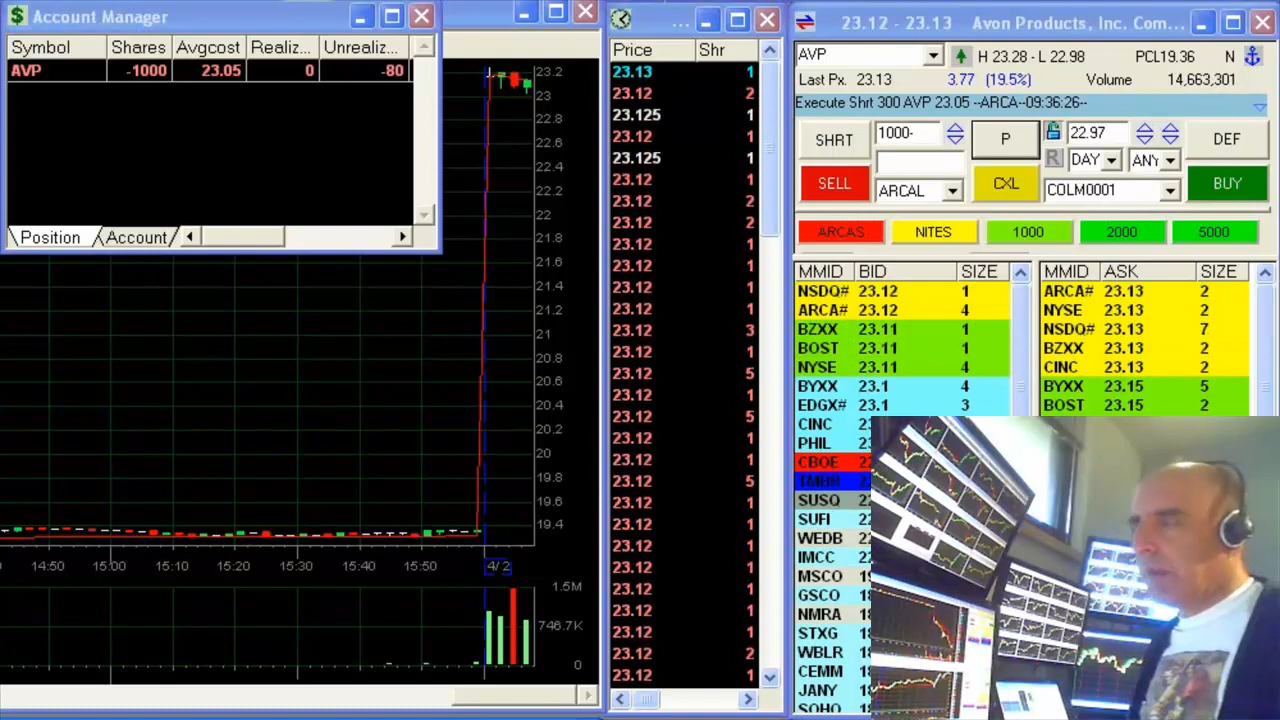 Account Manager
Symbol Shares Avgcost Realiz... Unrealiz...
AVP -1000 23.05 0 -80
Position Account
23.2
23
22.8
22.6
22.4
22.2
22
21.8
21.6
21.4
21.2
21
20.8
20.6
20.4
20.2
20
19.8
19.6
19.4
14:50 15:00 15:10 15:20 15:30 15:40 15:50 4/2
1.5M
746.7K
0
...
Price Shr
23.13 1
23.12 2
23.125 1
23.12 1
23.125 1
23.12 1
23.12 2
23.12 2
23.12 1
23.12 1
23.12 1
23.12 1
23.12 3
23.12 1
23.12 5
23.12 1
23.12 5
23.12 1
23.12 1
23.12 5
23.12 1
23.12 1
23.12 1
23.12 1
23.12 1
23.12 1
23.12 1
23.12 2
23.12 1
23.12 - 23.13 Avon Products, Inc. Com...
AVP H 23.28 - L 22.98 PCL19.36 N
Last Px. 23.13 3.77 (19.5%) Volume 14,663,301
Execute Shrt 300 AVP 23.05 --ARCA--09:36:26--
SHRT 1000- P 22.97 DEF
R DAY ANY
SELL ARCAL CXL COLM0001 BUY
ARCAS NITES 1000 2000 5000
MMID BID SIZE MMID ASK SIZE
NSDQ# 23.12 1 ARCA# 23.13 2
ARCA# 23.12 4 NYSE 23.13 2
BZXX 23.11 1 NSDQ# 23.13 7
BOST 23.11 1 BZXX 23.13 2
NYSE 23.11 4 CINC 23.13 2
BYXX 23.1 4 BYXX 23.15 5
EDGX# 23.1 3 BOST 23.15 2
CINC
PHIL
CBOE
TMBR
SUSQ
SUFI
WEDB
IMCC
MSCO
GSCO
NMRA
STXG
WBLR
CEMM
JANY
SOHO